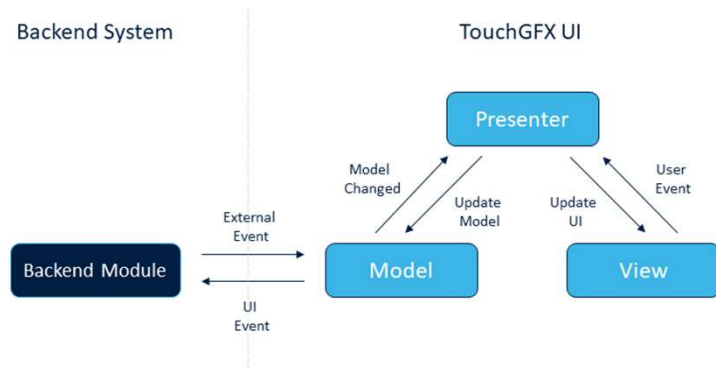 Backend System
TouchGFX UI
Presenter
Model
Changed
User
Event
Update
Model
Update
UI
External
Event
Backend Module
Model
View
UI
Event